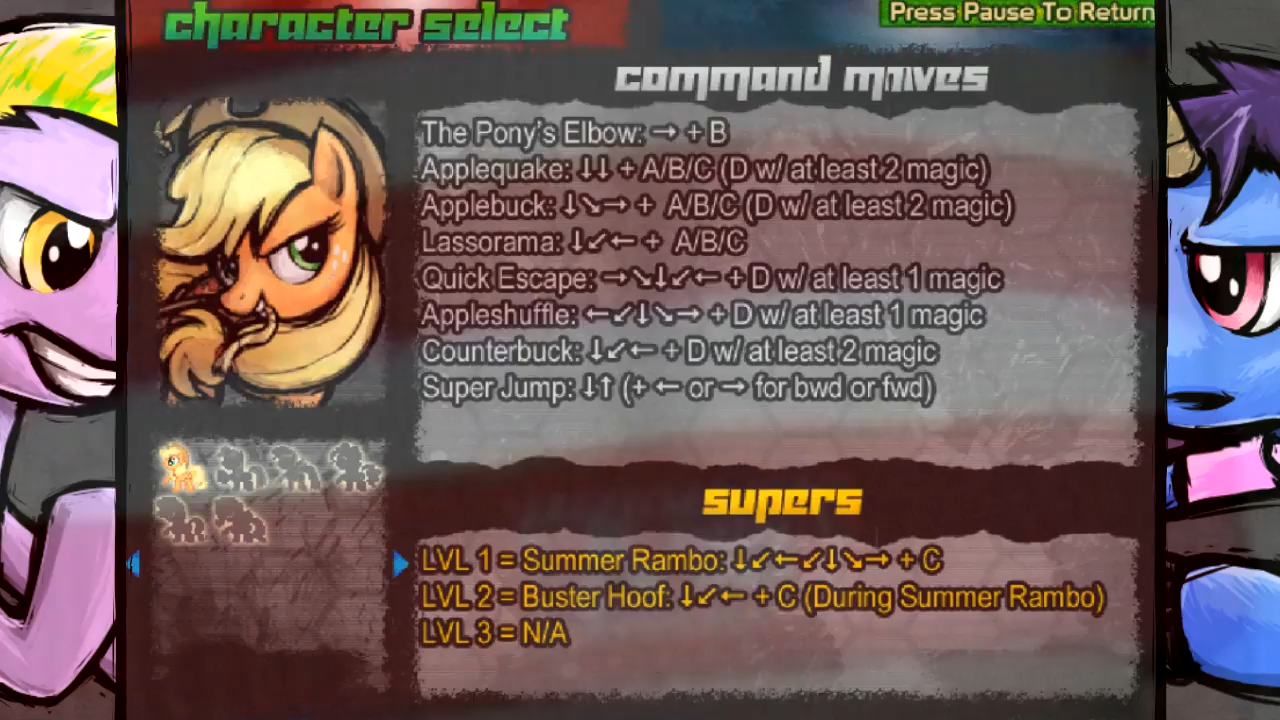 character select
Press Pause To Return
command moves
The Pony's Elbow: → + B
Applequake: ↓↓ + A/B/C (D w/ at least 2 magic)
Applebuck: ↓↘→ + A/B/C (D w/ at least 2 magic)
Lassorama: ↓↙← + A/B/C
Quick Escape: →↘↓↙← + D w/ at least 1 magic
Appleshuffle: ←↙↓↘→ + D w/ at least 1 magic
Counterbuck: ↓↙← + D w/ at least 2 magic
Super Jump: ↓↑ (+ ← or → for bwd or fwd)
supers
LVL 1 = Summer Rambo: ↓↙←↙↓↘→ + C
LVL 2 = Buster Hoof: ↓↙← + C (During Summer Rambo)
LVL 3 = N/A